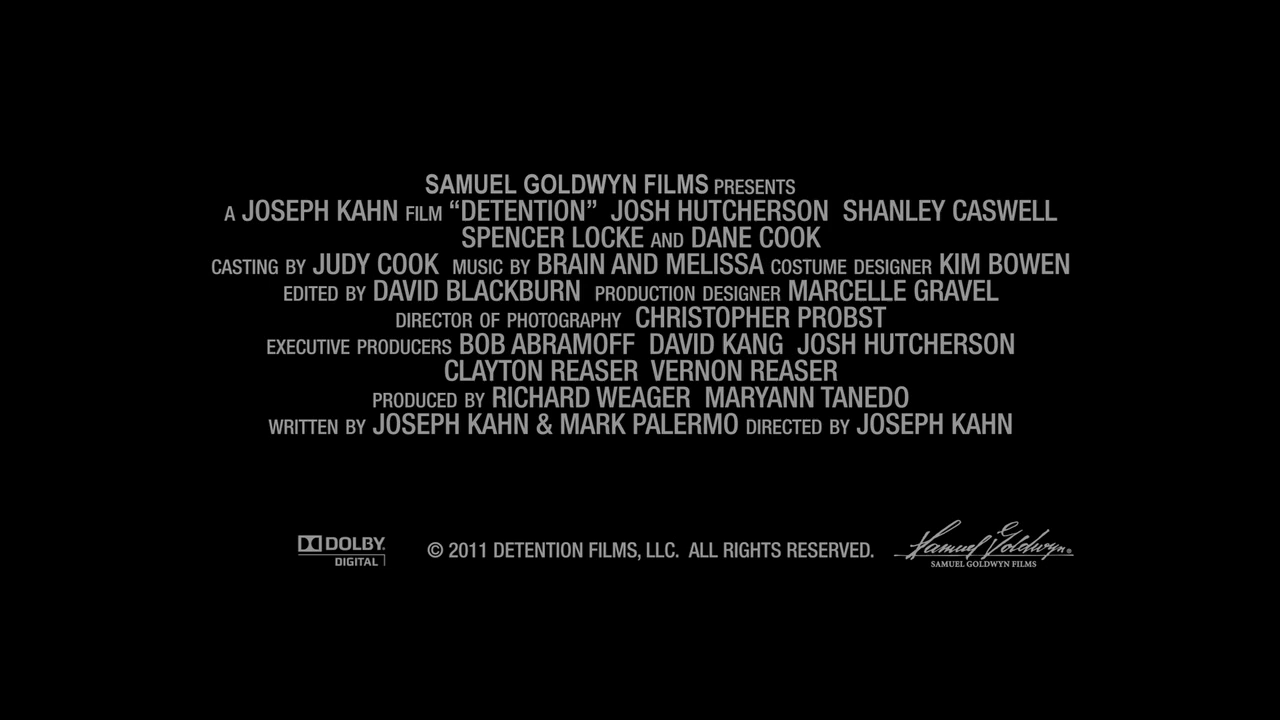 SAMUEL GOLDWYN FILMS PRESENTS
A JOSEPH KAHN FILM “DETENTION” JOSH HUTCHERSON SHANLEY CASWELL
SPENCER LOCKE AND DANE COOK
CASTING BY JUDY COOK MUSIC BY BRAIN AND MELISSA COSTUME DESIGNER KIM BOWEN
EDITED BY DAVID BLACKBURN PRODUCTION DESIGNER MARCELLE GRAVEL
DIRECTOR OF PHOTOGRAPHY CHRISTOPHER PROBST
EXECUTIVE PRODUCERS BOB ABRAMOFF DAVID KANG JOSH HUTCHERSON
CLAYTON REASER VERNON REASER
PRODUCED BY RICHARD WEAGER MARYANN TANEDO
WRITTEN BY JOSEPH KAHN & MARK PALERMO DIRECTED BY JOSEPH KAHN
DOLBY
DIGITAL
© 2011 DETENTION FILMS, LLC. ALL RIGHTS RESERVED.
Samuel Goldwyn®
SAMUEL GOLDWYN FILMS